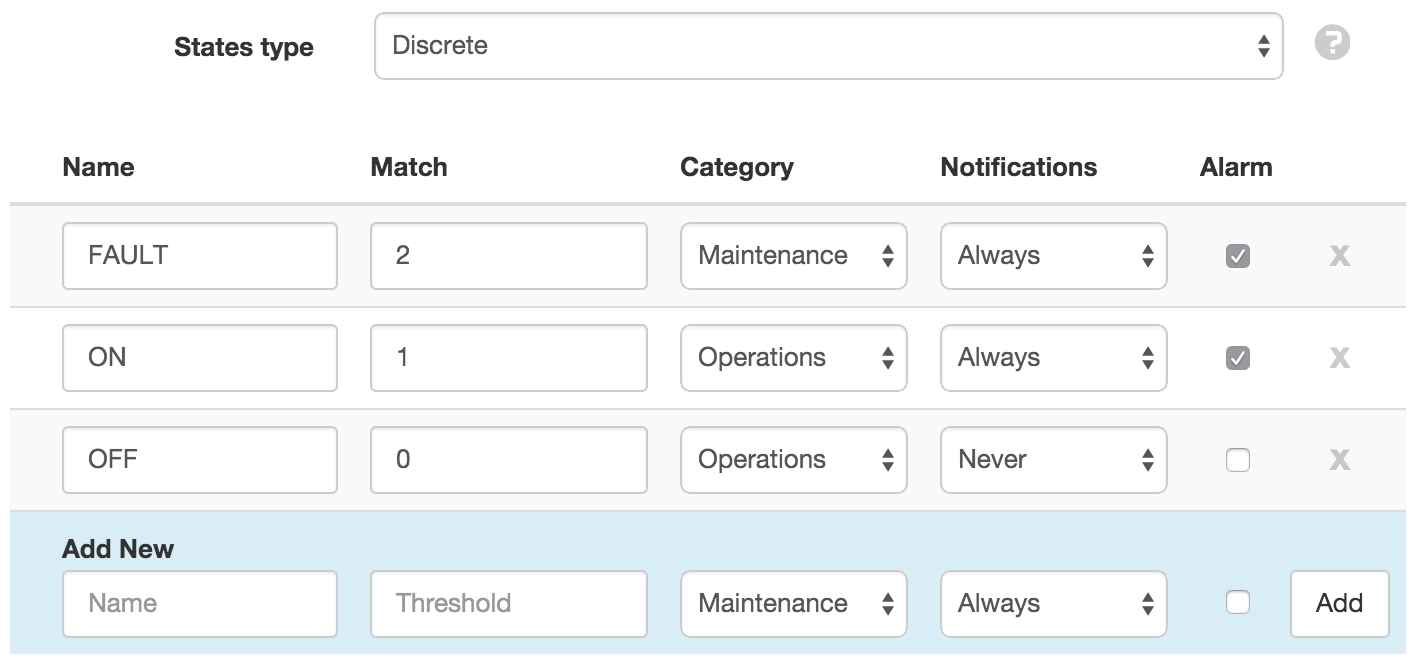 States type Discrete ?
Name Match Category Notifications Alarm
FAULT 2 Maintenance Always X
ON 1 Operations Always X
OFF 0 Operations Never X
Add New
Name Threshold Maintenance Always Add